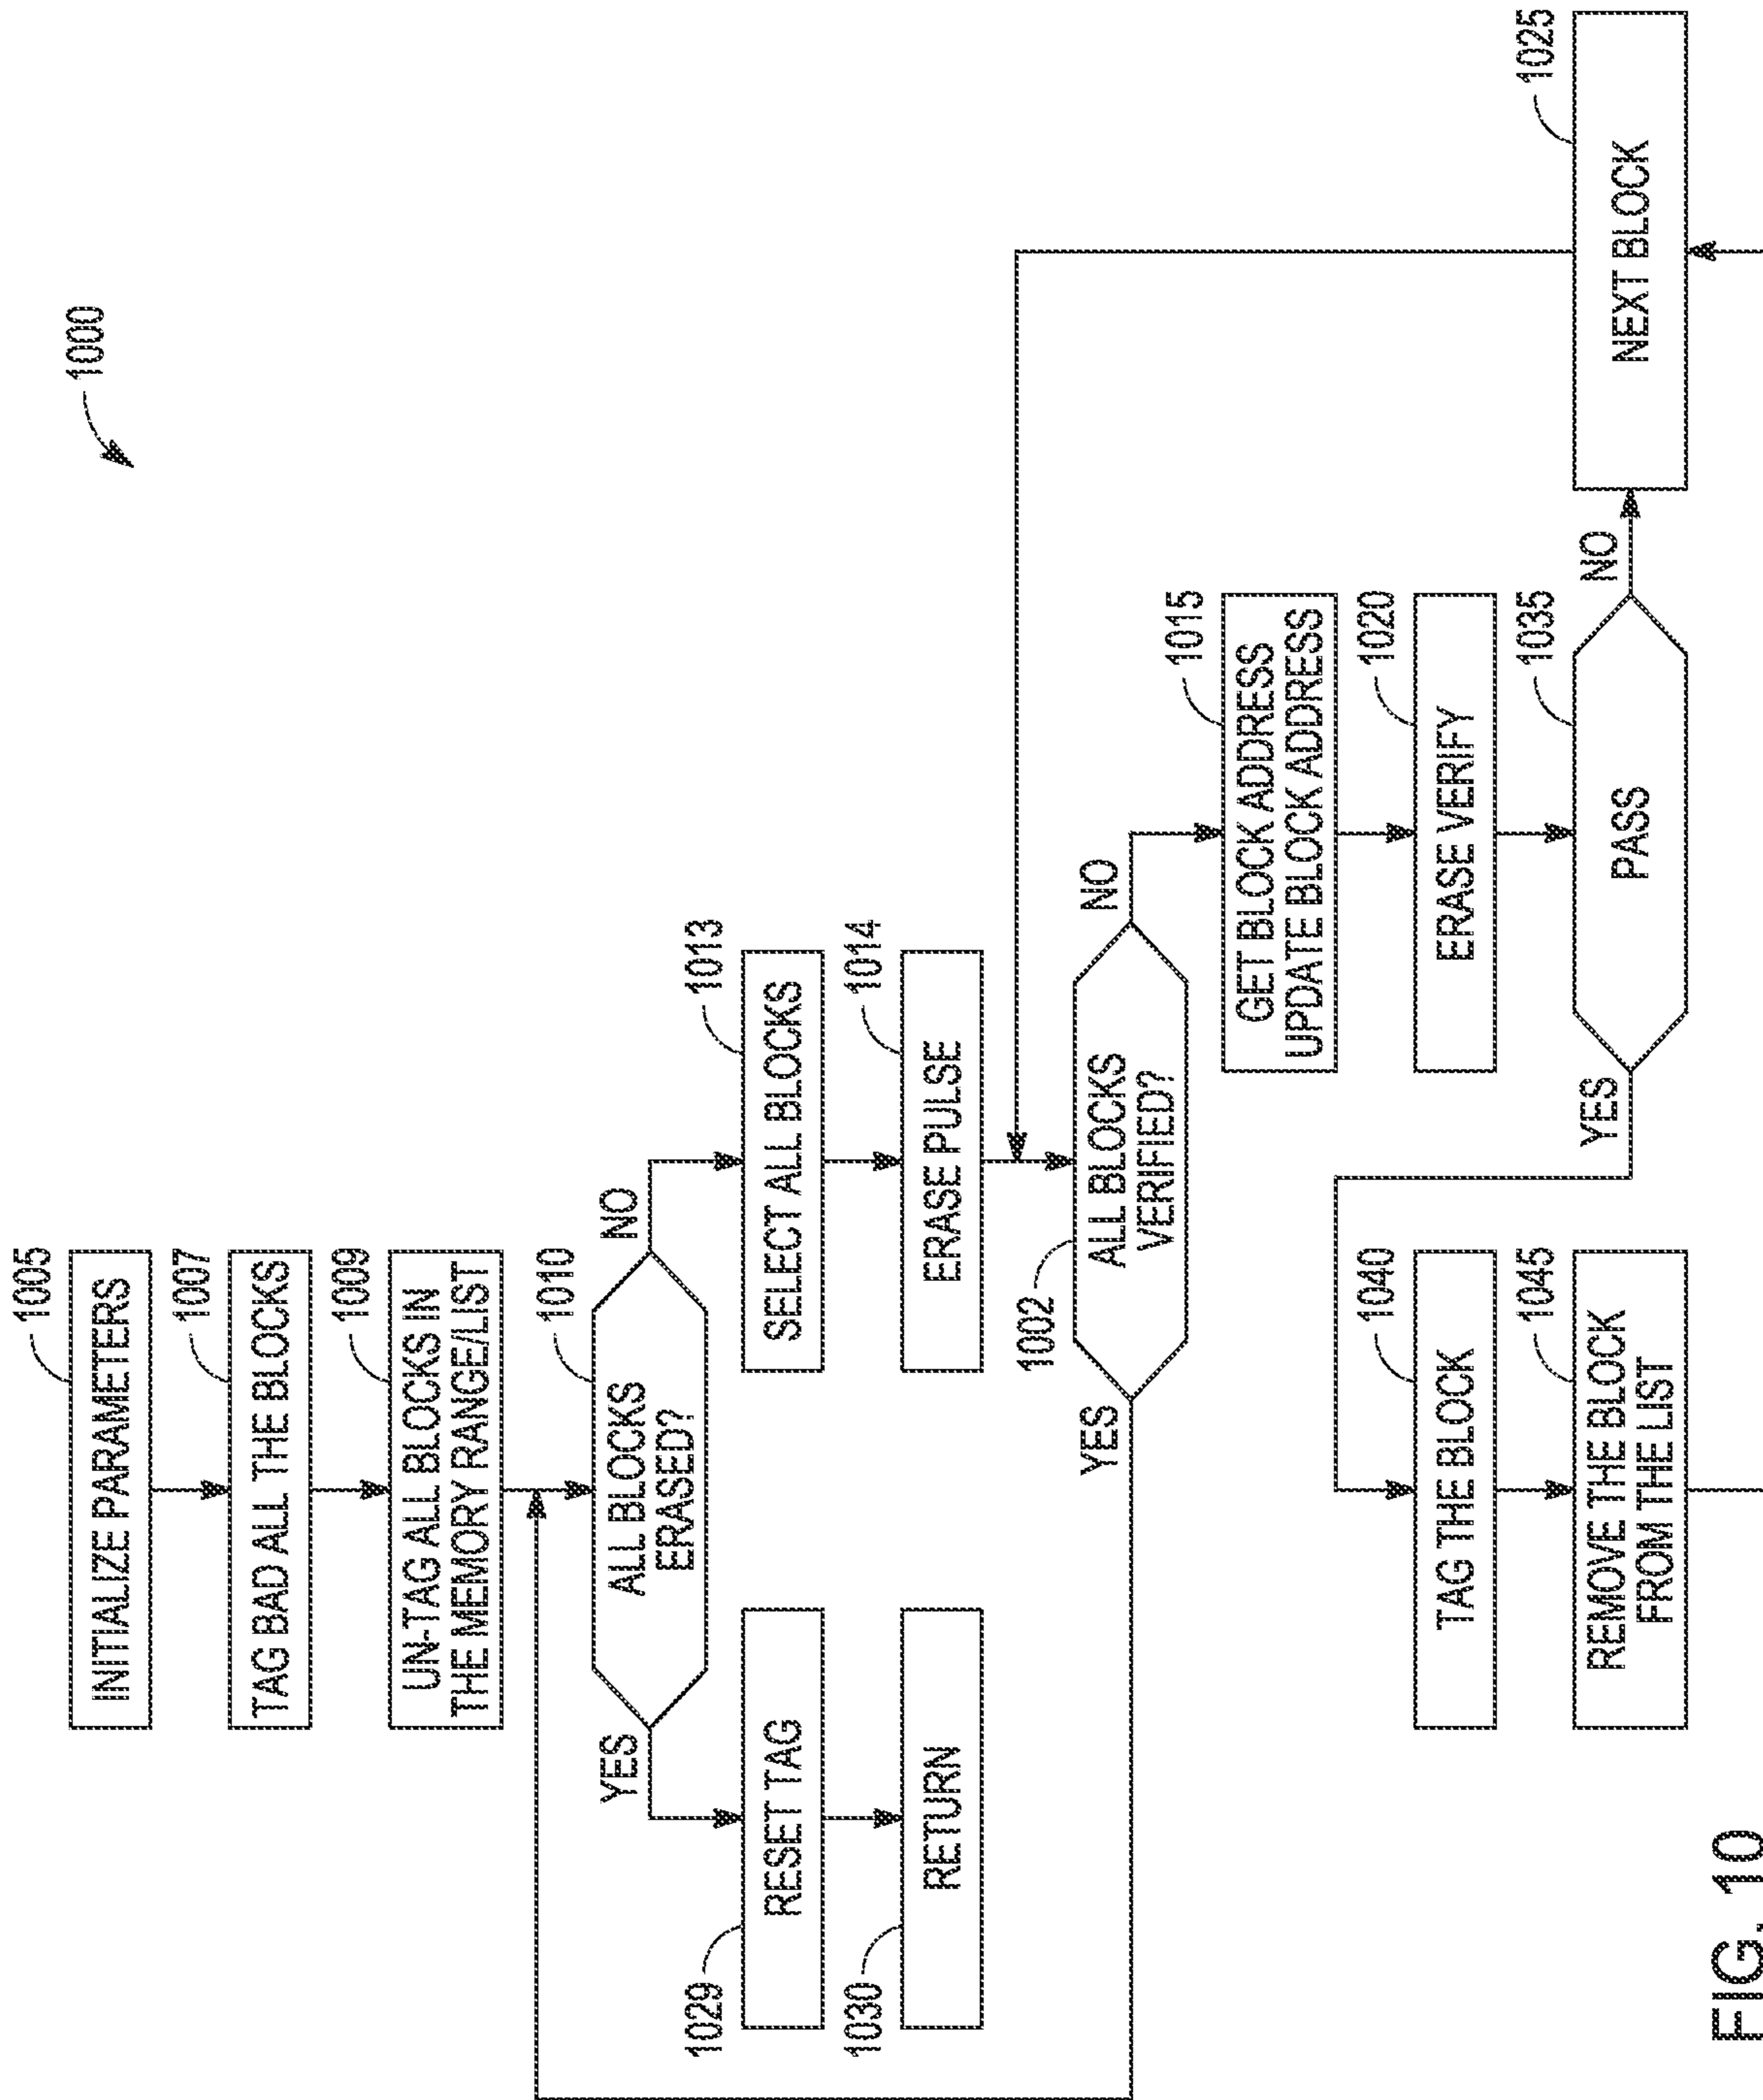 1000
1005
INITIALIZE PARAMETERS
1007
TAG BAD ALL THE BLOCKS
1009
UN-TAG ALL BLOCKS IN
THE MEMORY RANGE/LIST
1010
ALL BLOCKS
ERASED?
YES
NO
1029
RESET TAG
1013
SELECT ALL BLOCKS
1030
RETURN
1014
ERASE PULSE
1002
ALL BLOCKS
VERIFIED?
YES
NO
1015
GET BLOCK ADDRESS
UPDATE BLOCK ADDRESS
1020
ERASE VERIFY
1035
PASS
YES
NO
1025
NEXT BLOCK
1040
TAG THE BLOCK
1045
REMOVE THE BLOCK
FROM THE LIST
FIG. 10